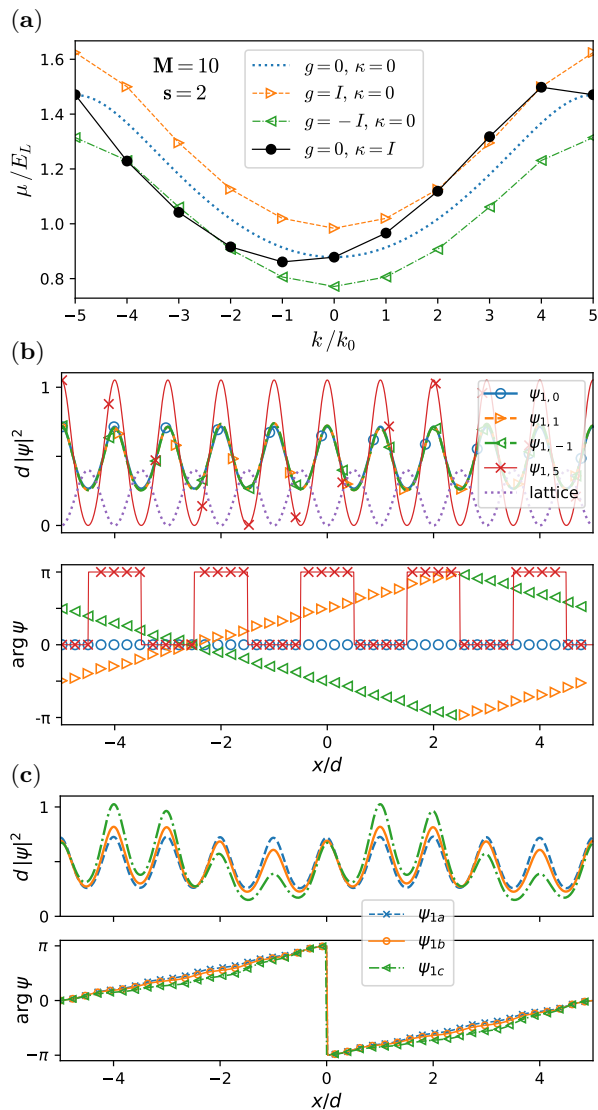 (a)
1.6
1.4
1.2
1.0
0.8
μ/E_L
M = 10
s = 2
g = 0, κ = 0
g = I, κ = 0
g = −I, κ = 0
g = 0, κ = I
−5 −4 −3 −2 −1 0 1 2 3 4 5
k/k_0
(b)
1
0
d|ψ|²
ψ_{1,0}
ψ_{1,1}
ψ_{1,−1}
ψ_{1,5}
lattice
π
0
-π
arg ψ
−4 −2 0 2 4
x/d
(c)
1
0
d|ψ|²
ψ_{1a}
ψ_{1b}
ψ_{1c}
π
0
−π
arg ψ
−4 −2 0 2 4
x/d